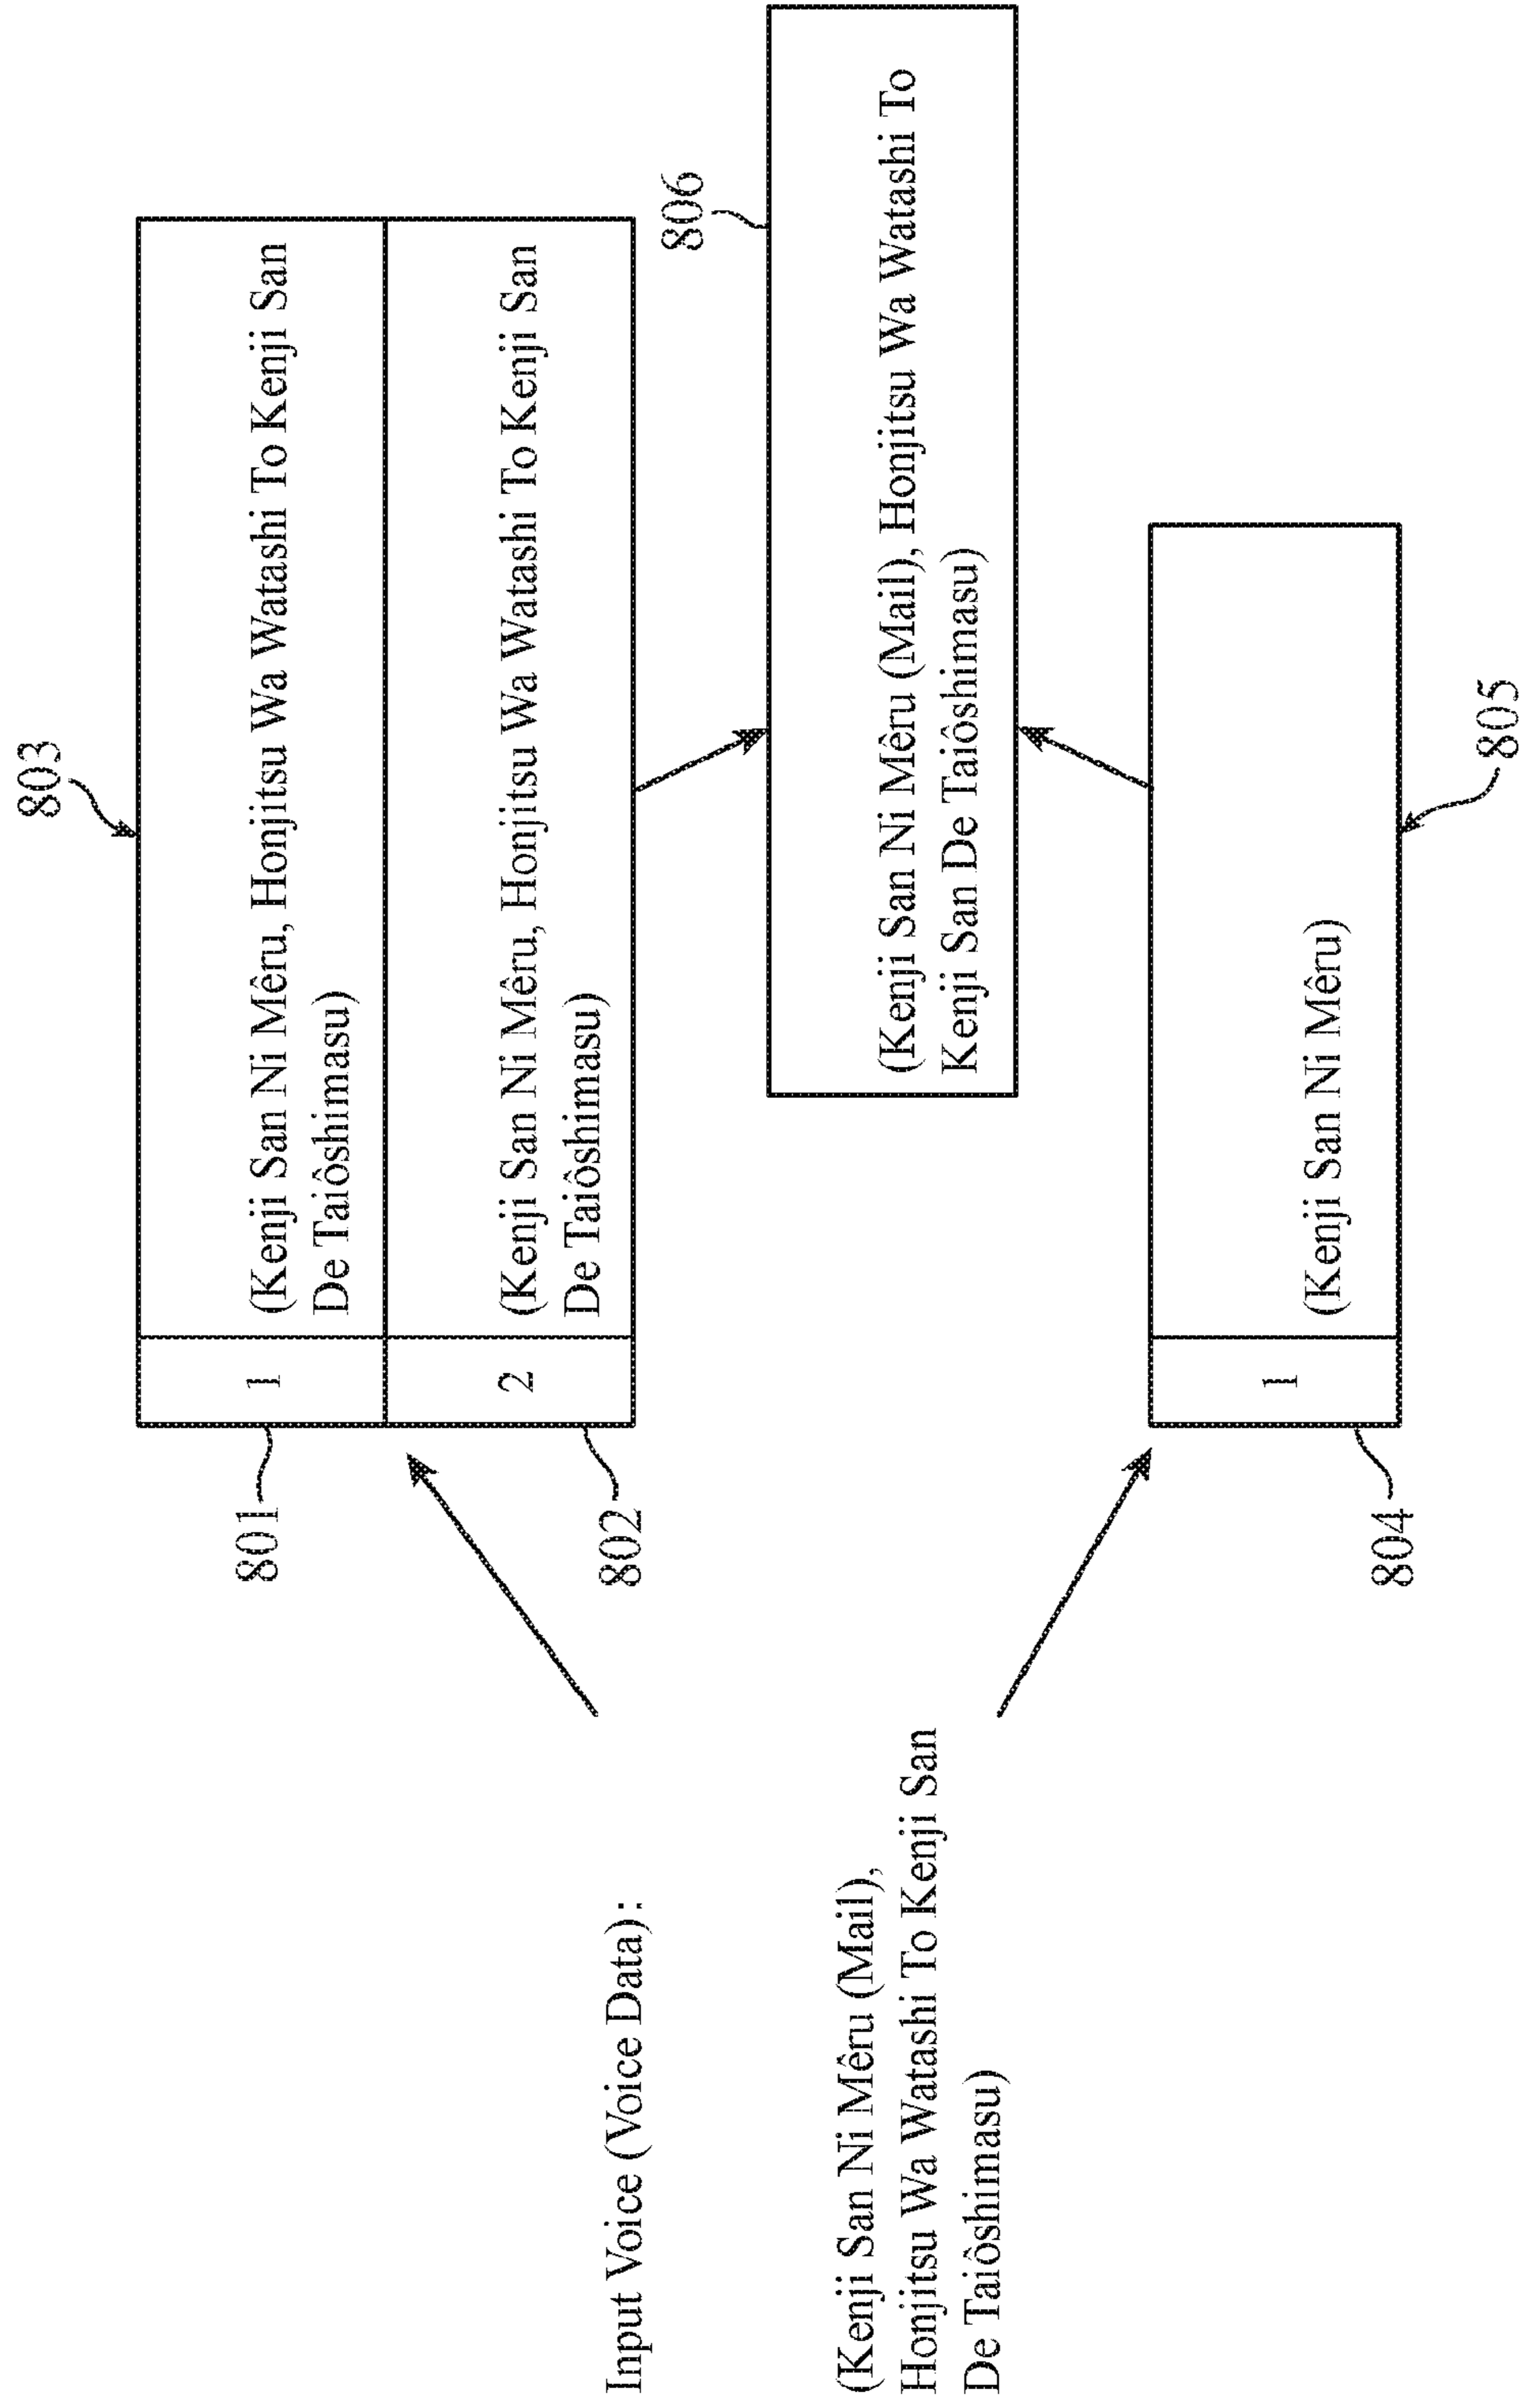 803
801
1
(Kenji San Ni Mêru, Honjitsu Wa Watashi To Kenji San
De Taiôshimasu)
802
2
(Kenji San Ni Mêru, Honjitsu Wa Watashi To Kenji San
De Taiôshimasu)
Input Voice (Voice Data):
(Kenji San Ni Mêru (Mail),
Honjitsu Wa Watashi To Kenji San
De Taiôshimasu)
806
(Kenji San Ni Mêru (Mail), Honjitsu Wa Watashi To
Kenji San De Taiôshimasu)
804
1
(Kenji San Ni Mêru)
805